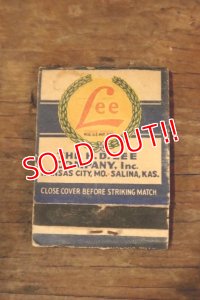 Lee
SOLD OUT!!
COMPANY, Inc.
KANSAS CITY, MO. SALINA, KAS.
CLOSE COVER BEFORE STRIKING MATCH